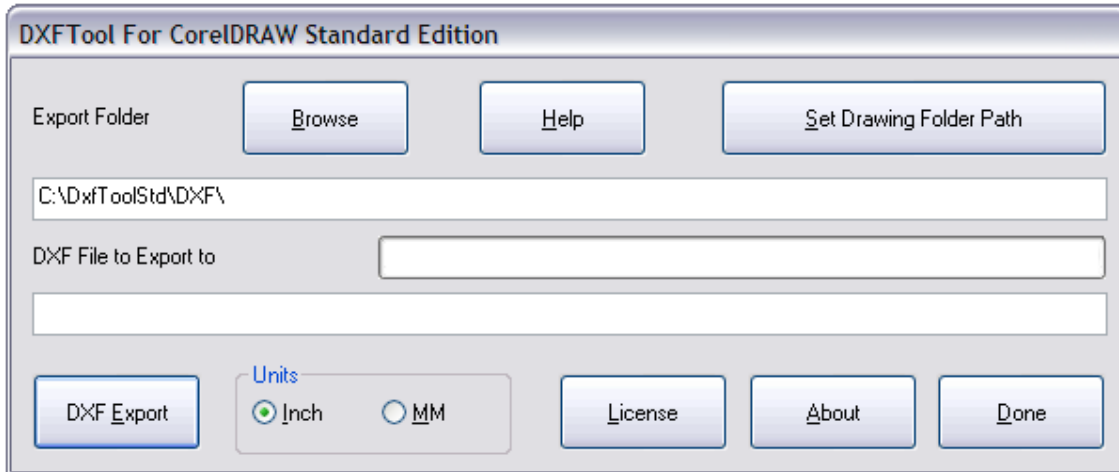 DXFTool For CorelDRAW Standard Edition
Export Folder Browse Help Set Drawing Folder Path
C:\DxfToolStd\DXF\
DXF File to Export to
Units
DXF Export Inch MM License About Done